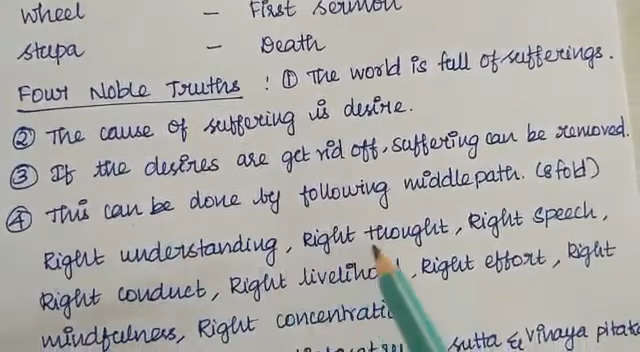 Wheel – First Sermon
Stupa – Death
Four Noble Truths : ① The world is full of sufferings.
② The cause of suffering is desire.
③ If the desires are get rid off, suffering can be removed.
④ This can be done by following middle path. (8 fold)
Right understanding, Right thought, Right speech,
Right conduct, Right livelihood, Right effort, Right
mindfulness, Right concentration
sutta & Vinaya pitaka